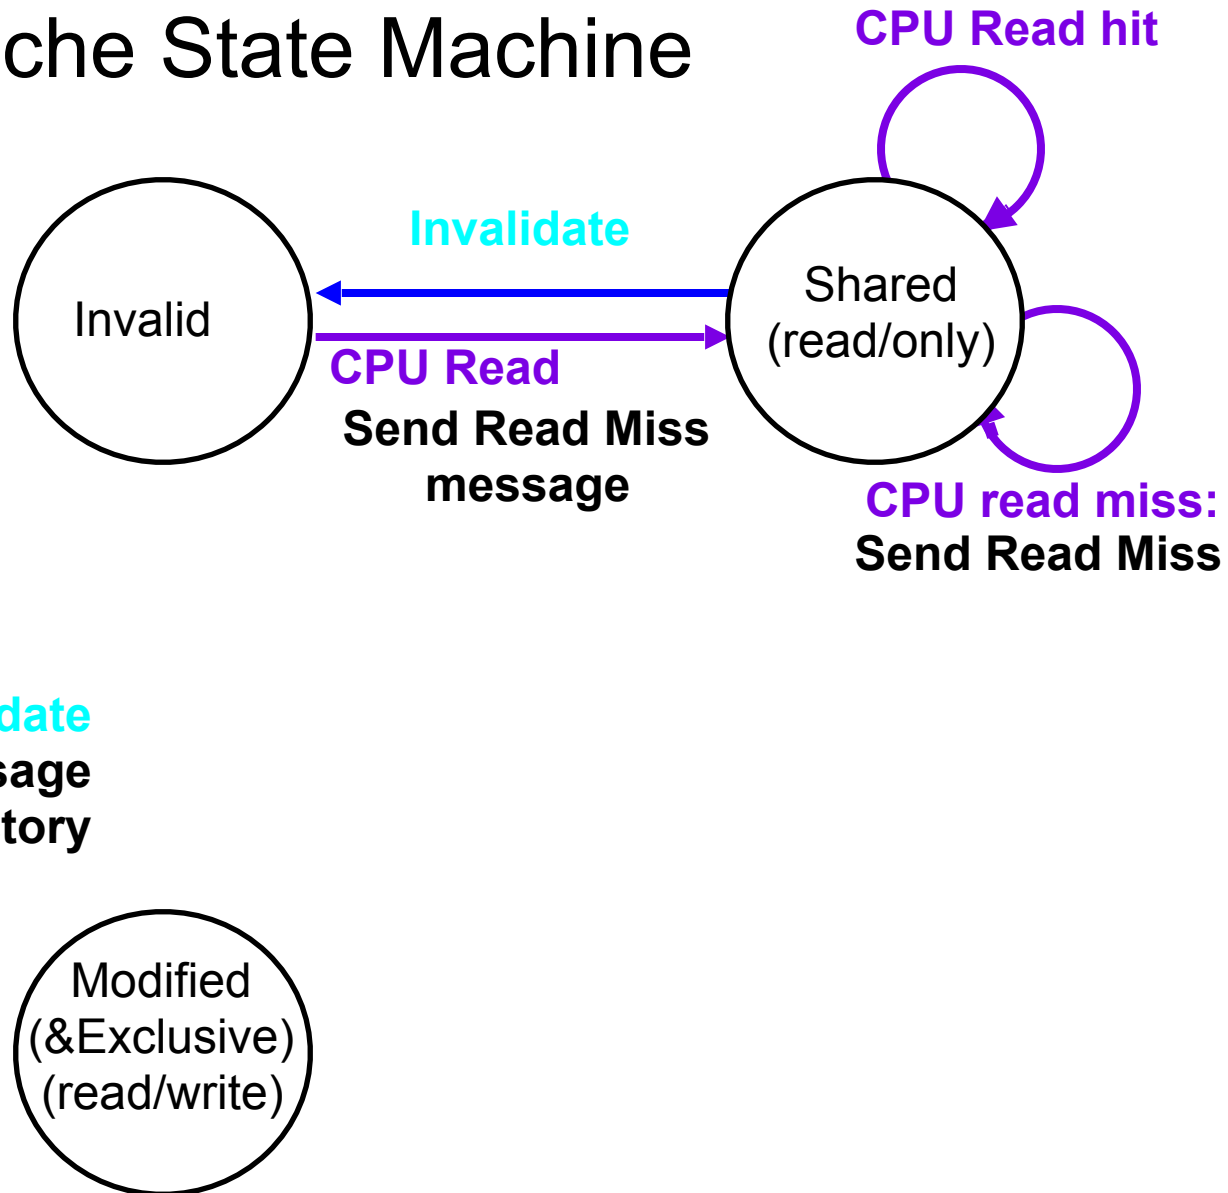 che State Machine
CPU Read hit
Invalidate
Invalid
Shared
(read/only)
CPU Read
Send Read Miss
message
CPU read miss:
Send Read Miss
date
sage
tory
Modified
(&Exclusive)
(read/write)